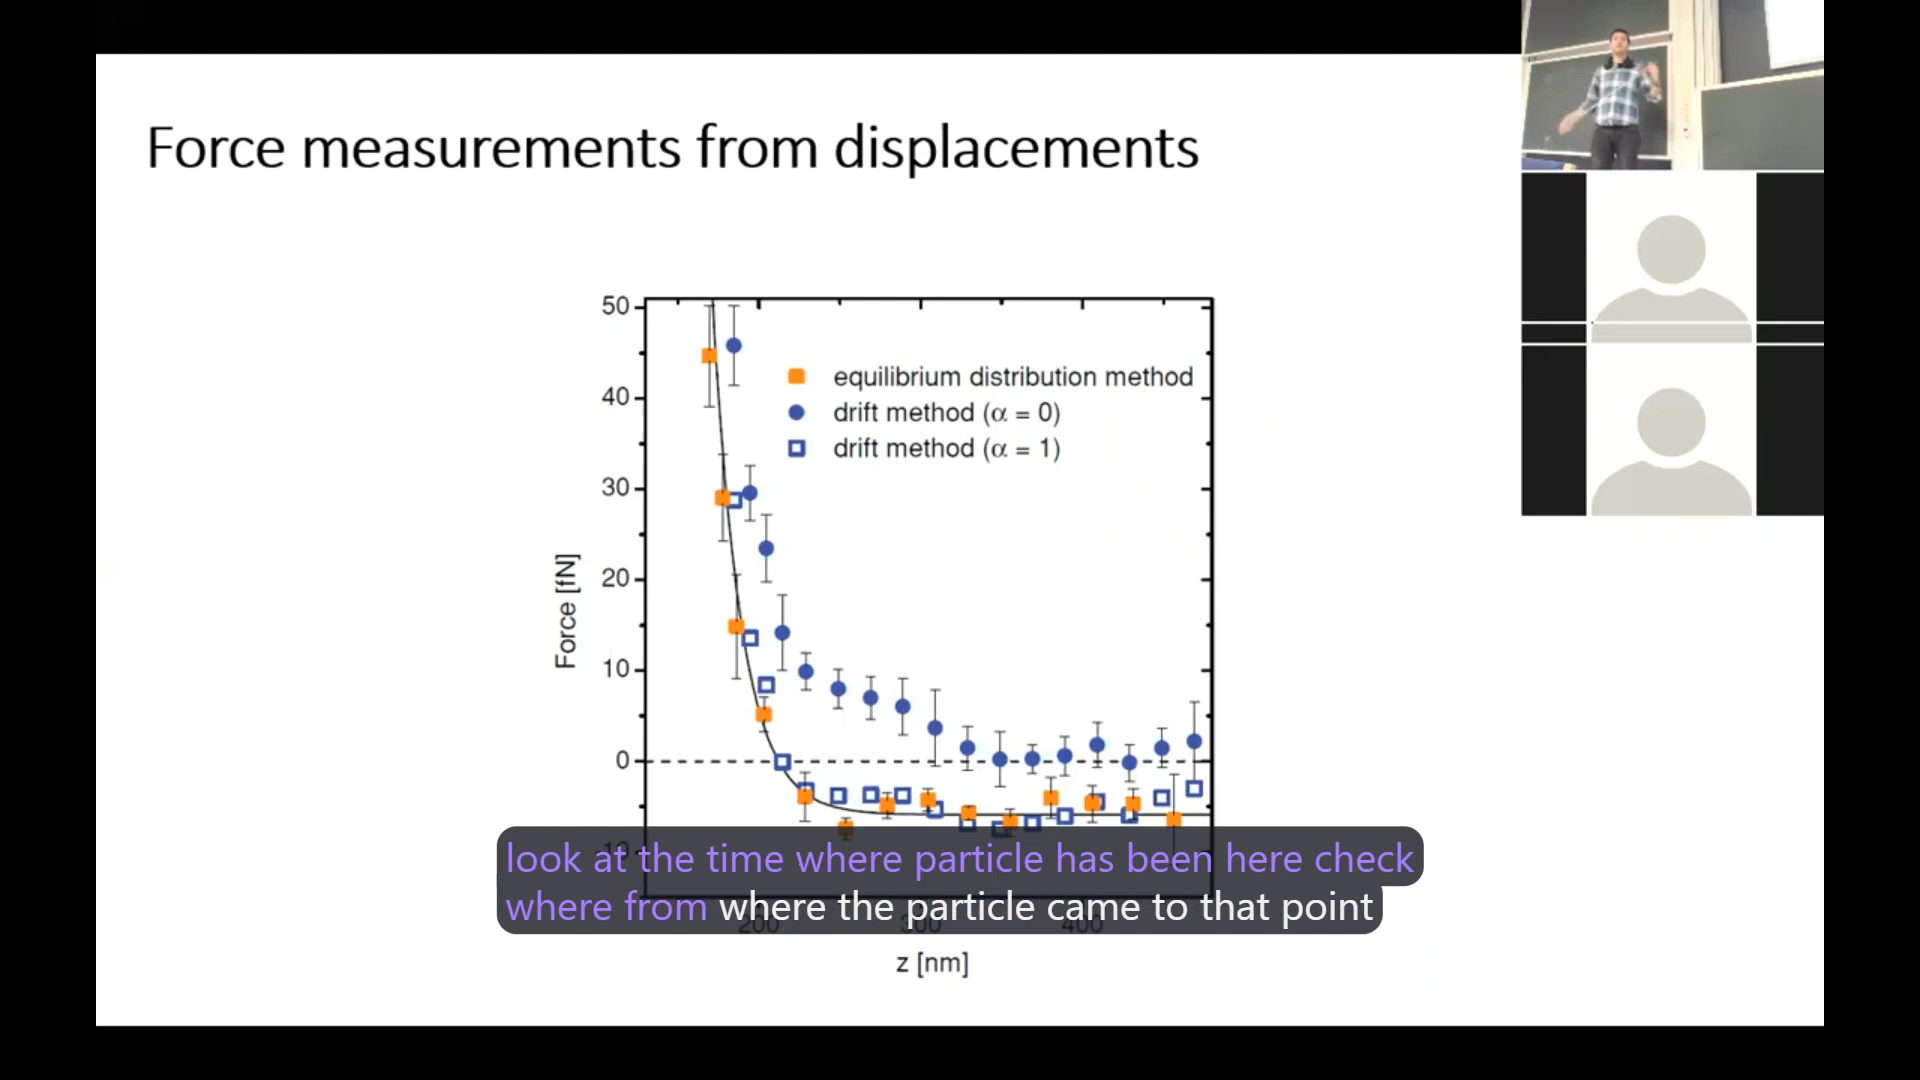 Force measurements from displacements
50
40
30
20
10
0
-10
Force [fN]
equilibrium distribution method
drift method (α = 0)
drift method (α = 1)
look at the time where particle has been here check
where from where the particle came to that point
200
300
400
z [nm]